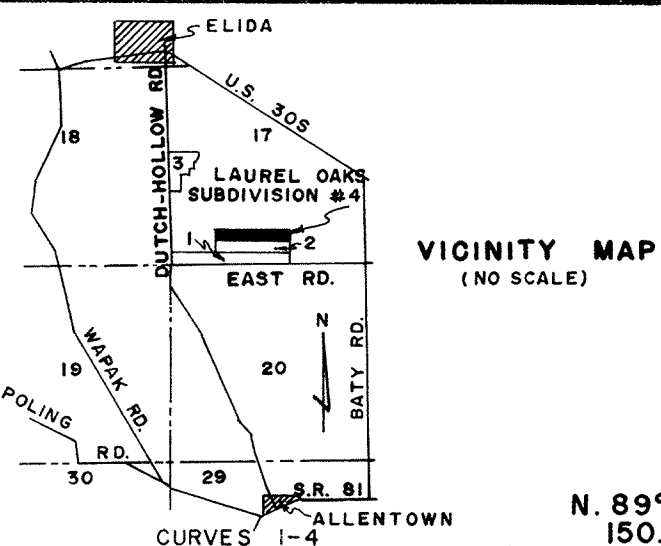 ELIDA
DUTCH-HOLLOW RD.
U.S. 30S
18
17
3
LAUREL OAKS
SUBDIVISION #4
1
2
EAST RD.
VICINITY MAP
(NO SCALE)
N
WAPAK RD.
19
20
BATY RD.
POLING
RD.
30
29
S.R. 81
ALLENTOWN
CURVES 1-4
N. 89°
150.